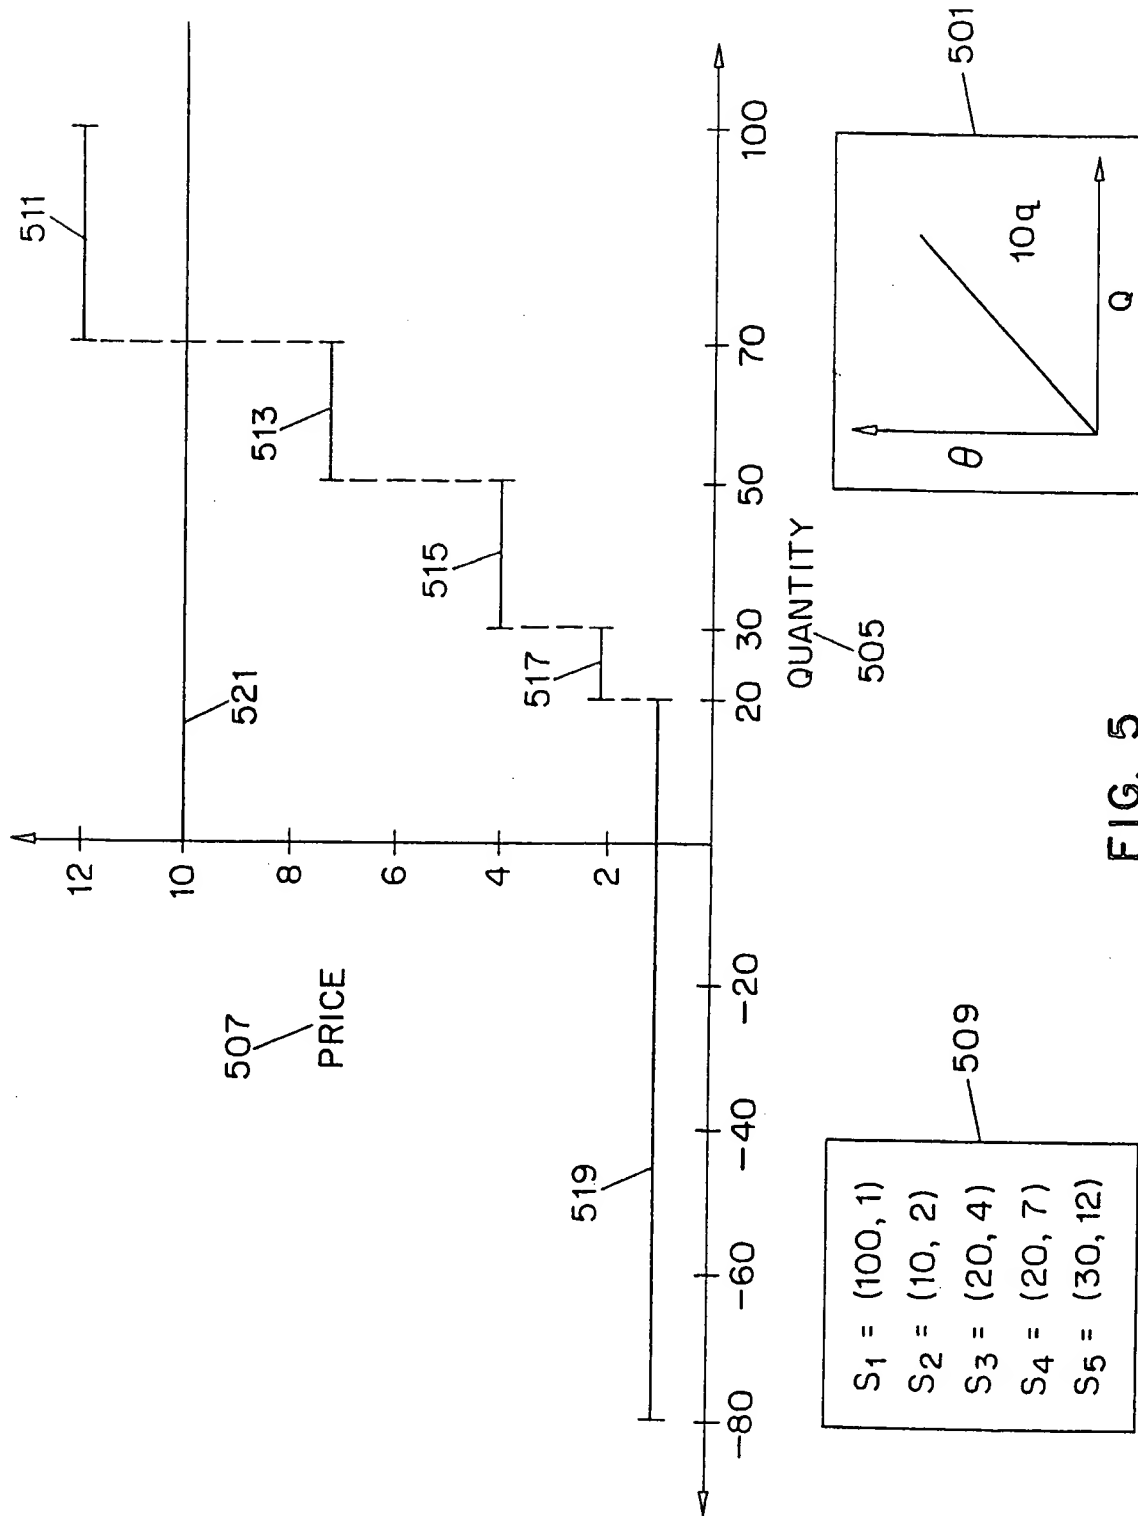 511
12
10
521
513
8
507
PRICE
6
515
4
517
2
519
-80
-60
-40
-20
20
30
50
70
100
QUANTITY
505
509
S1 = (100, 1)
S2 = (10, 2)
S3 = (20, 4)
S4 = (20, 7)
S5 = (30, 12)
501
θ
10q
Q
FIG. 5